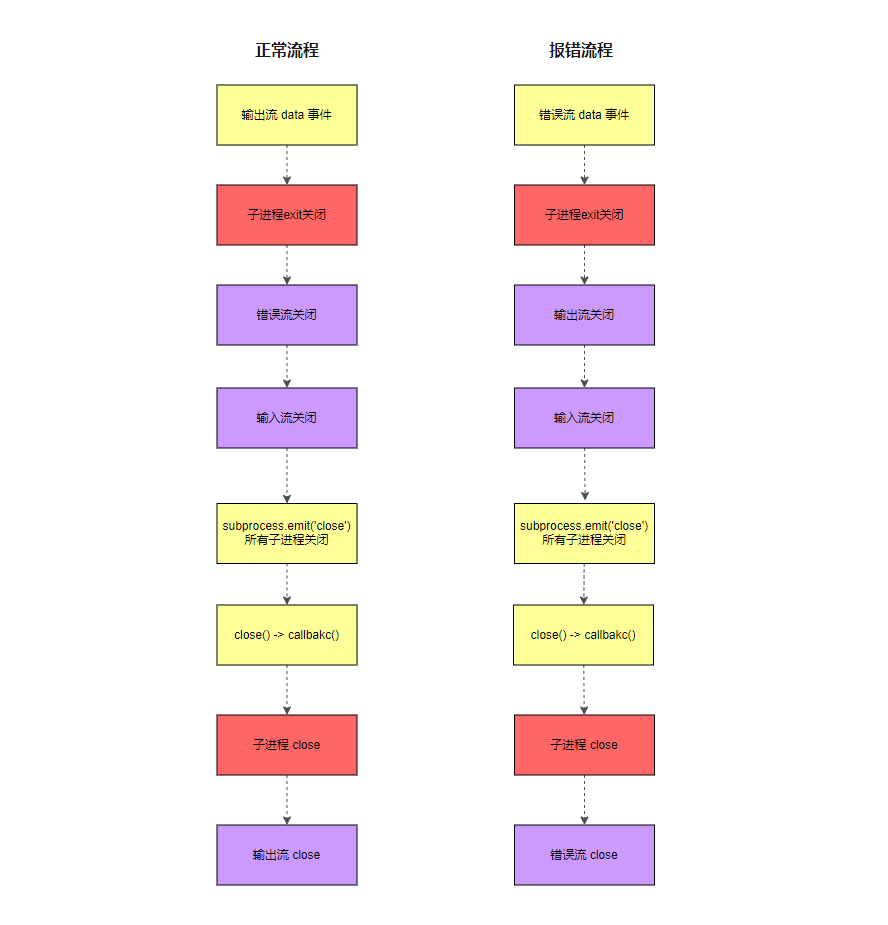 正常流程
输出流 data 事件
子进程exit关闭
错误流关闭
输入流关闭
subprocess.emit('close')
所有子进程关闭
close() -> callbakc()
子进程 close
输出流 close
报错流程
错误流 data 事件
子进程exit关闭
输出流关闭
输入流关闭
subprocess.emit('close')
所有子进程关闭
close() -> callbakc()
子进程 close
错误流 close